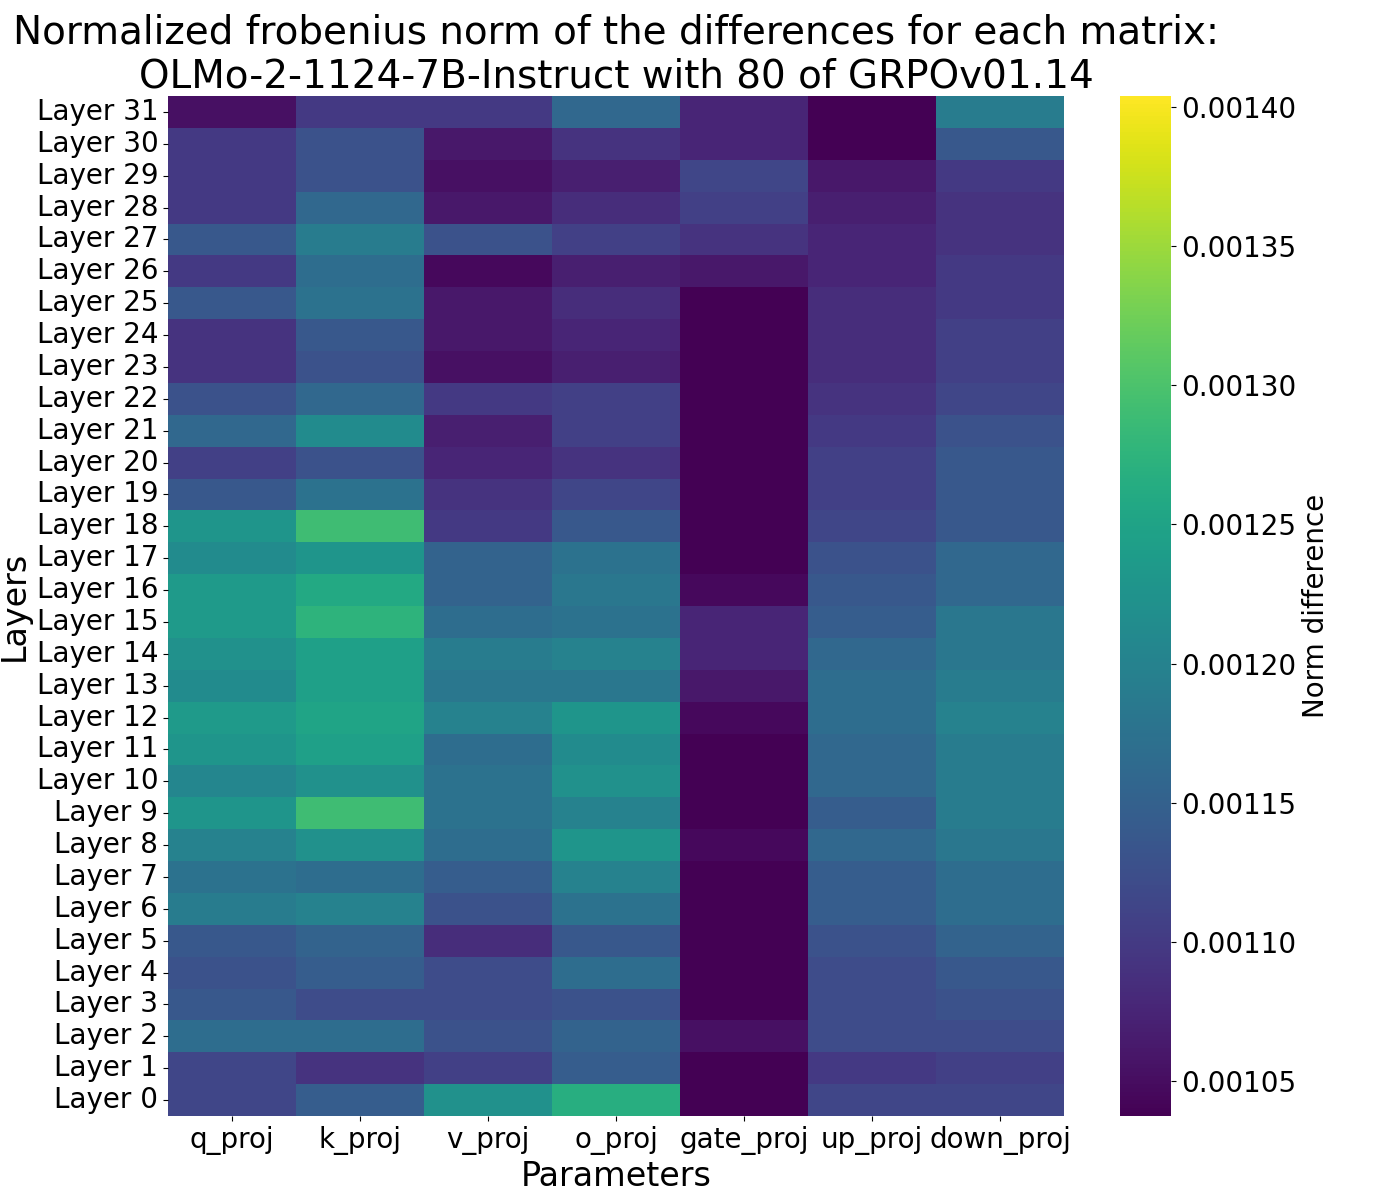 Normalized frobenius norm of the differences for each matrix:
OLMo-2-1124-7B-Instruct with 80 of GRPOv01.14
Layers
Layer 31
Layer 30
Layer 29
Layer 28
Layer 27
Layer 26
Layer 25
Layer 24
Layer 23
Layer 22
Layer 21
Layer 20
Layer 19
Layer 18
Layer 17
Layer 16
Layer 15
Layer 14
Layer 13
Layer 12
Layer 11
Layer 10
Layer 9
Layer 8
Layer 7
Layer 6
Layer 5
Layer 4
Layer 3
Layer 2
Layer 1
Layer 0
q_proj k_proj v_proj o_proj gate_proj up_proj down_proj
Parameters
0.00140
0.00135
0.00130
0.00125
0.00120
0.00115
0.00110
0.00105
Norm difference